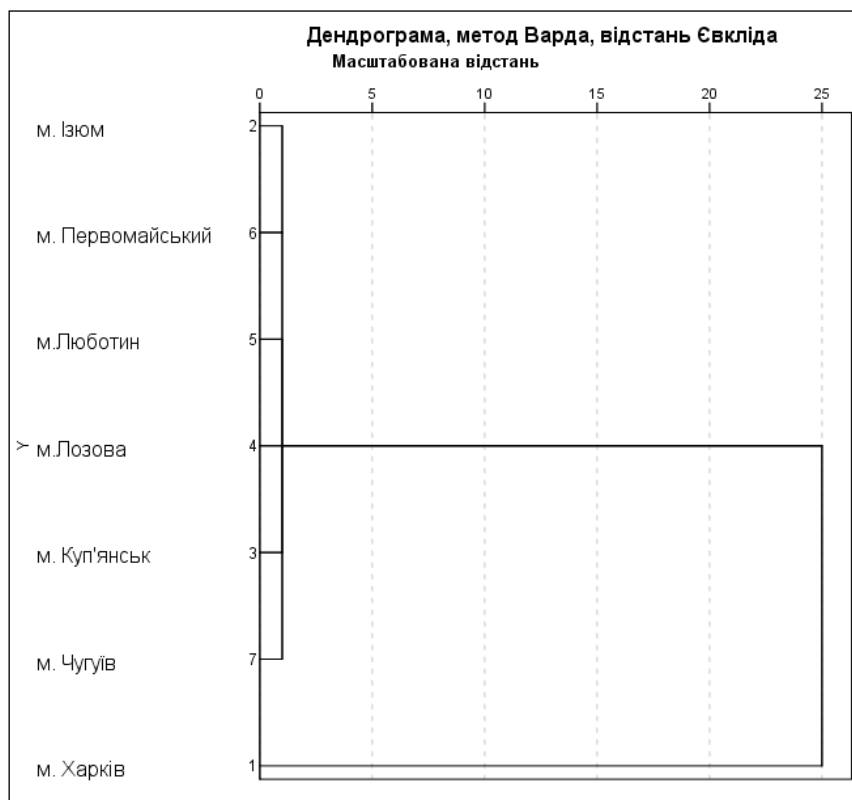 Дендрограма, метод Варда, відстань Євкліда
Масштабована відстань
0 5 10 15 20 25
м. Ізюм 2
м. Первомайський 6
м.Люботин 5
Y
м.Лозова 4
м. Куп'янськ 3
м. Чугуїв 7
м. Харків 1